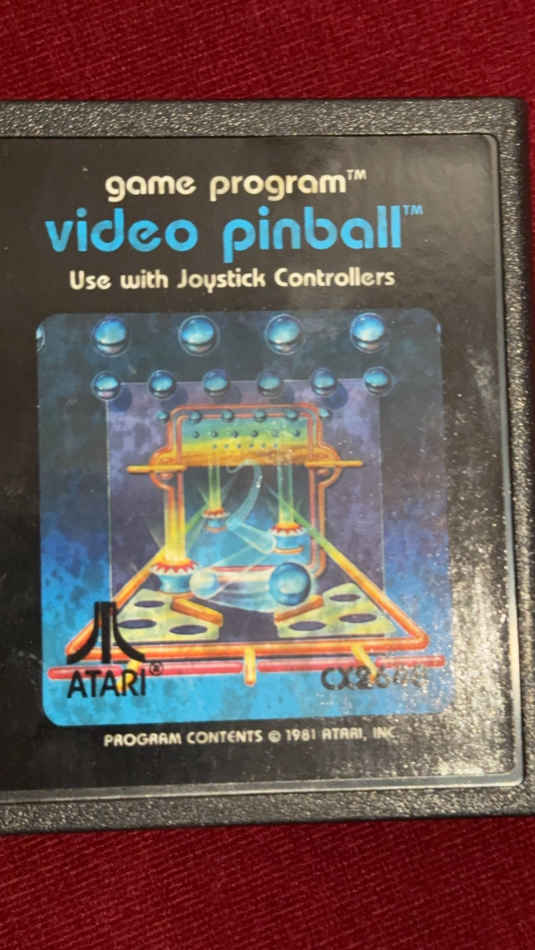 game program™
video pinball™
Use with Joystick Controllers
ATARI®
PROGRAM CONTENTS © 1981 ATARI, INC.